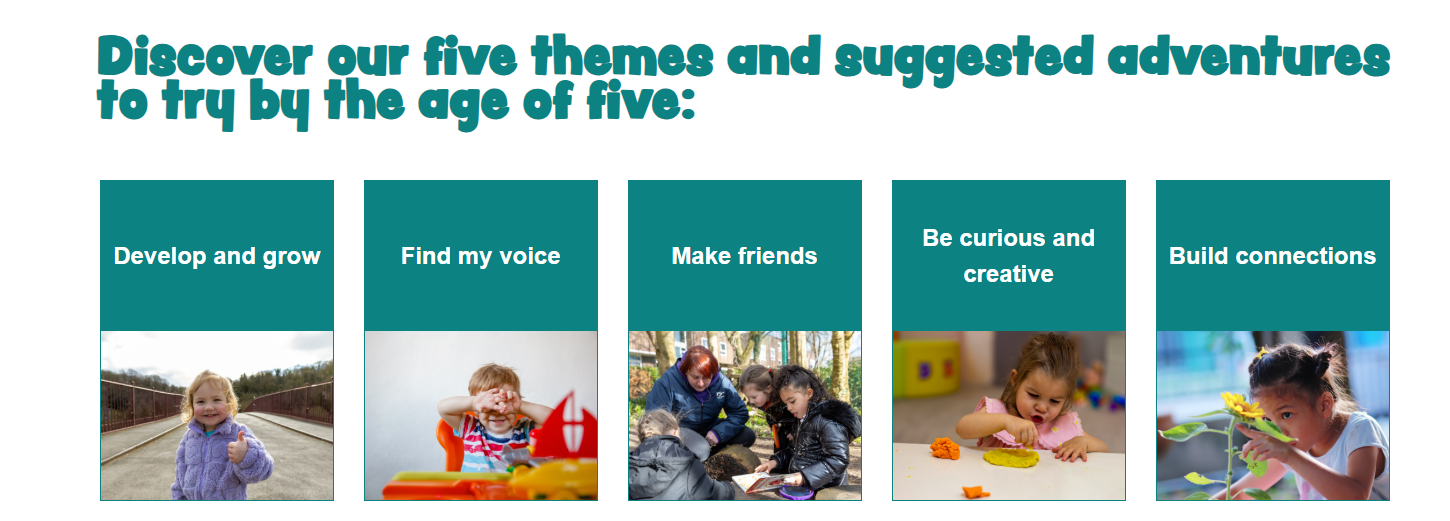 Discover our five themes and suggested adventures
to try by the age of five:
Develop and grow
Find my voice
Make friends
Be curious and
creative
Build connections